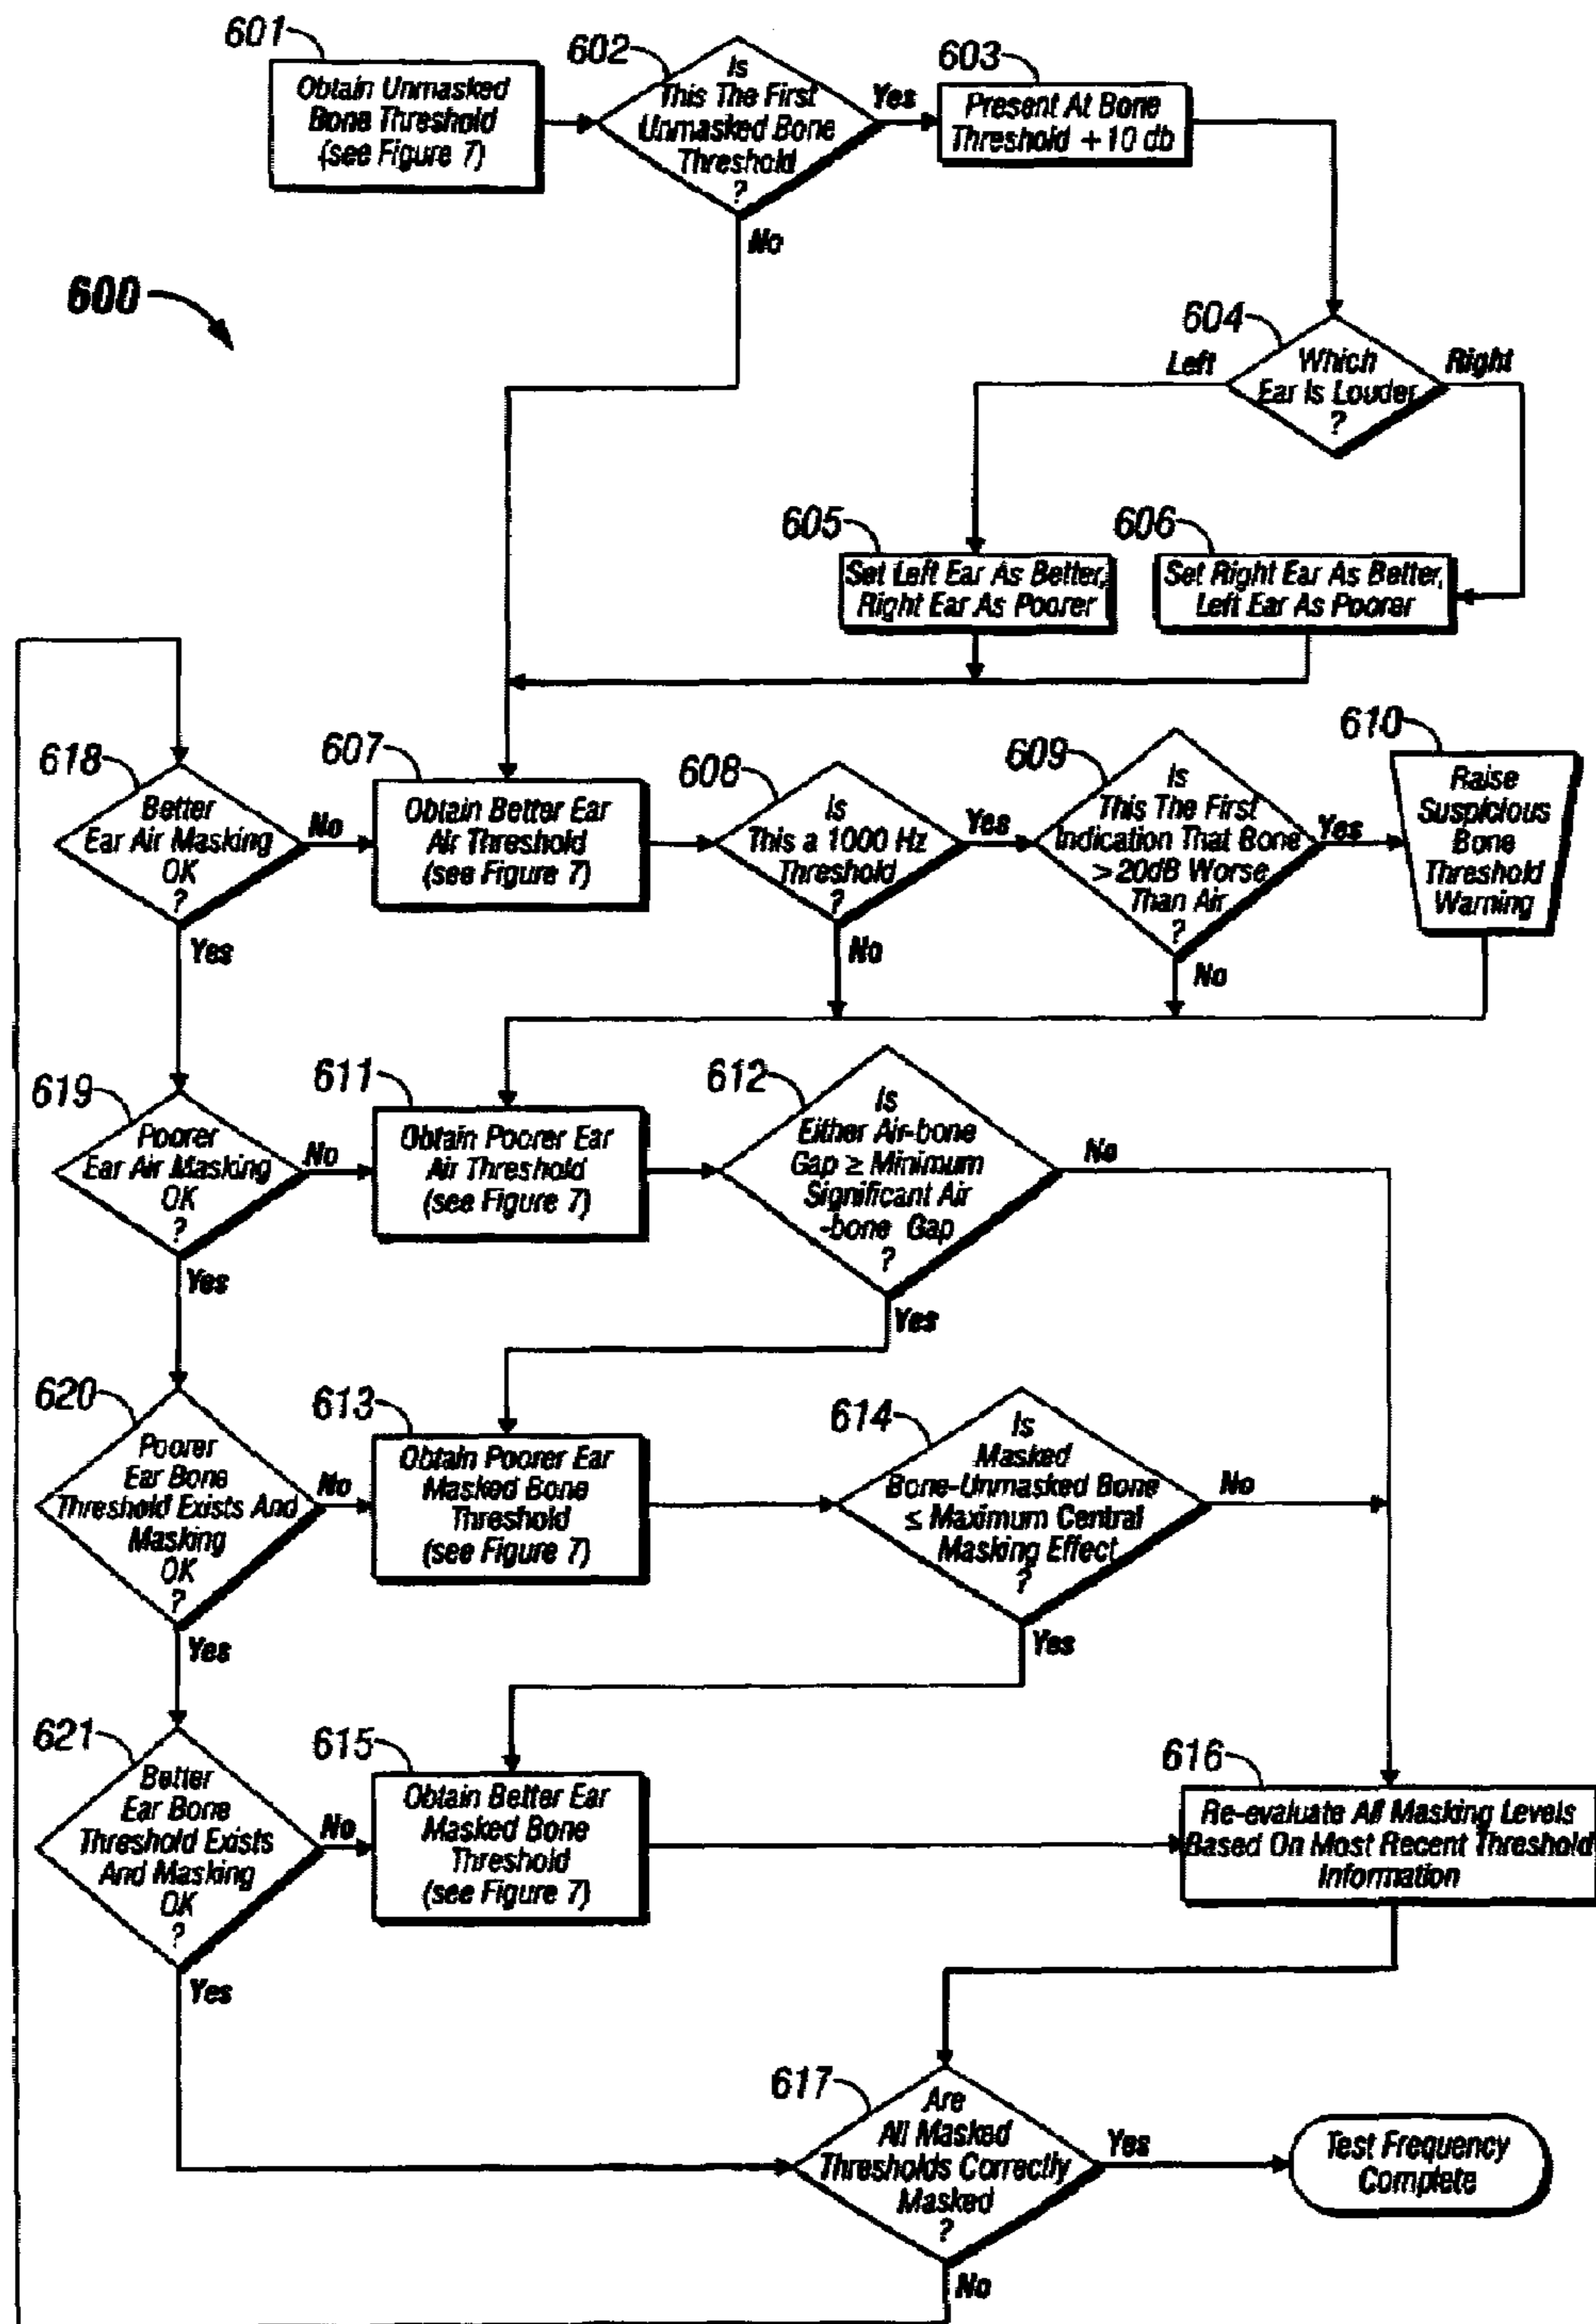 601
Obtain Unmasked
Bone Threshold
(see Figure 7)
602
Is
This The First
Unmasked Bone
Threshold
?
Yes
No
603
Present At Bone
Threshold + 10 db
600
604
Which
Ear Is Louder
?
Left
Right
605
Set Left Ear As Better,
Right Ear As Poorer
606
Set Right Ear As Better,
Left Ear As Poorer
618
Better
Ear Air Masking
OK
?
No
Yes
607
Obtain Better Ear
Air Threshold
(see Figure 7)
608
Is
This a 1000 Hz
Threshold
?
Yes
No
609
Is
This The First
Indication That Bone
>20dB Worse
Than Air
?
Yes
No
610
Raise
Suspicious
Bone
Threshold
Warning
619
Poorer
Ear Air Masking
OK
?
No
Yes
611
Obtain Poorer Ear
Air Threshold
(see Figure 7)
612
Is
Either Air-bone
Gap ≥ Minimum
Significant Air
-bone Gap
?
No
Yes
620
Poorer
Ear Bone
Threshold Exists And
Masking
OK
?
No
Yes
613
Obtain Poorer Ear
Masked Bone
Threshold
(see Figure 7)
614
Is
Masked
Bone-Unmasked Bone
≤ Maximum Central
Masking Effect
?
No
Yes
621
Better
Ear Bone
Threshold Exists
And Masking
OK
?
No
Yes
615
Obtain Better Ear
Masked Bone
Threshold
(see Figure 7)
616
Re-evaluate All Masking Levels
Based On Most Recent Threshold
Information
617
Are
All Masked
Thresholds Correctly
Masked
?
Yes
No
Test Frequency
Complete